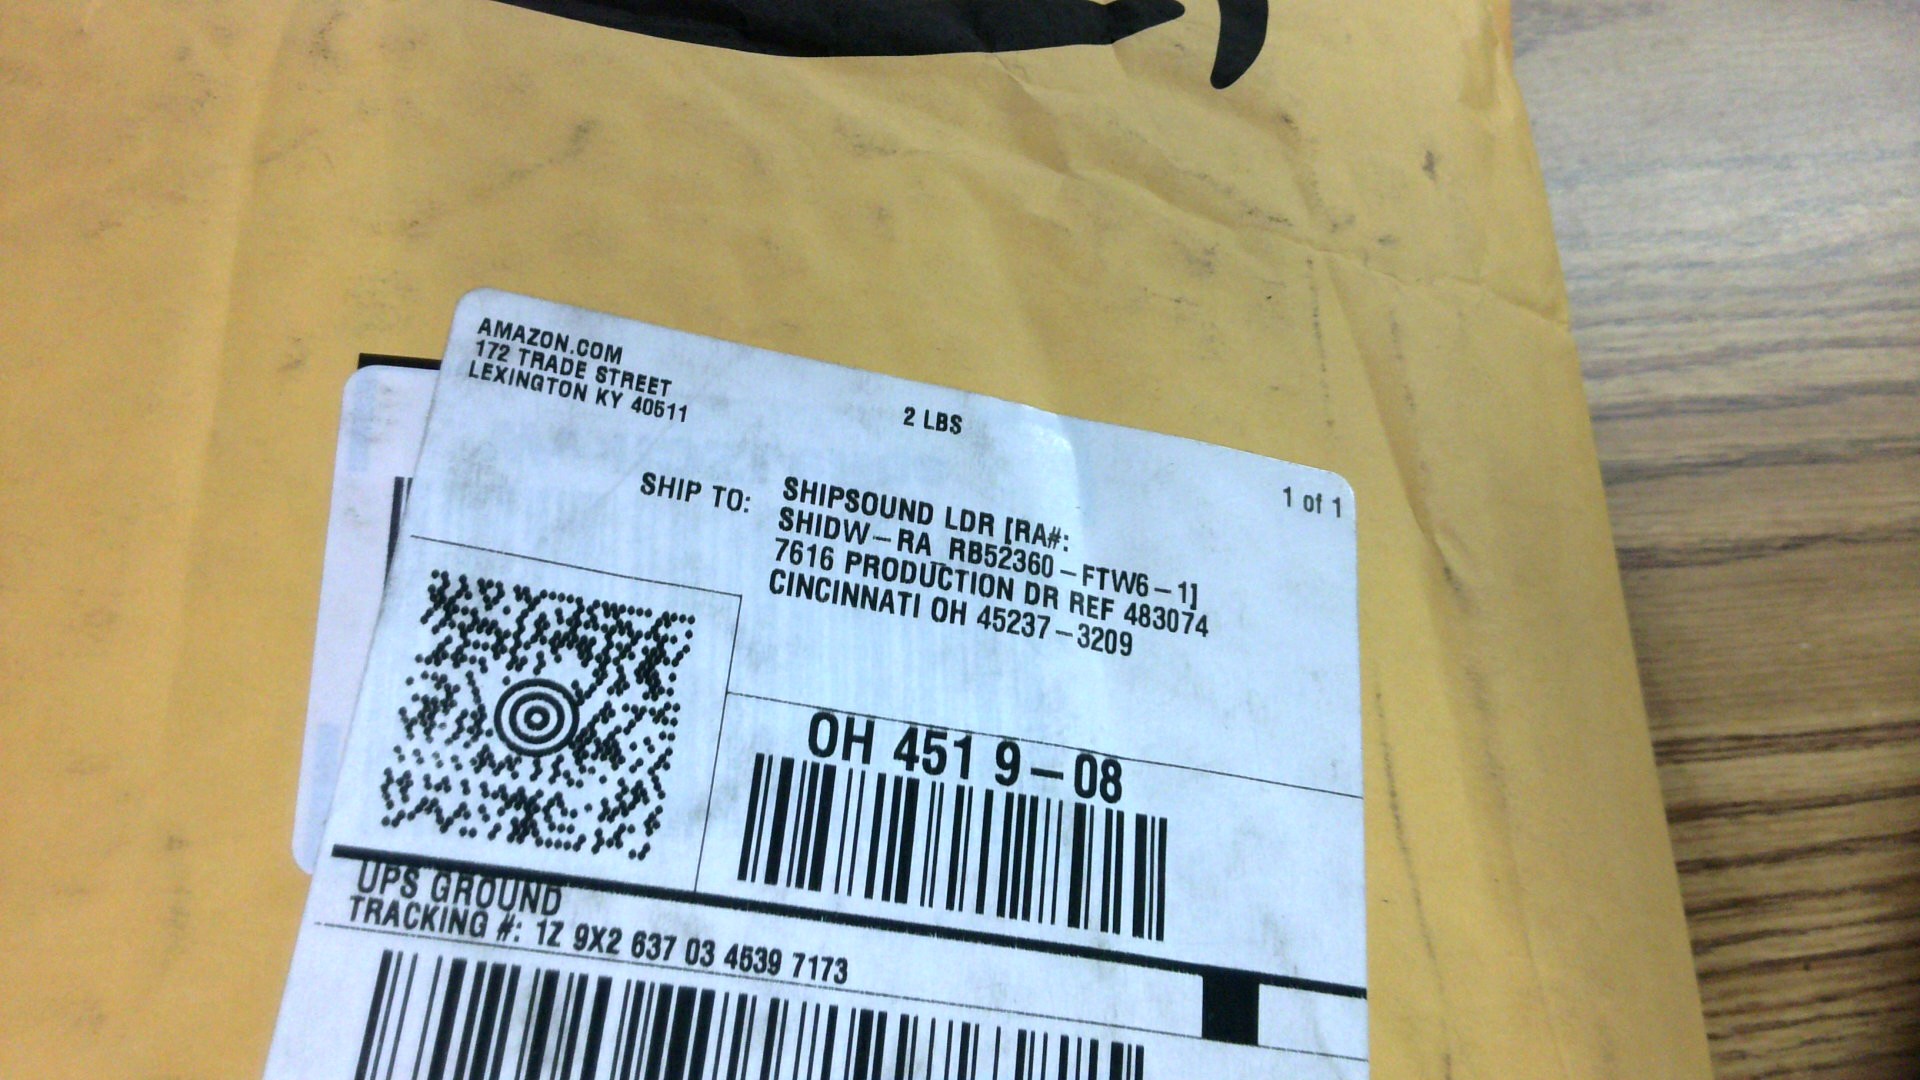 AMAZON.COM
172 TRADE STREET
LEXINGTON KY 40511
2 LBS
1 of 1
SHIP TO:
SHIPSOUND LDR [RA#:
SHIDW-RA_RB52360-FTW6-1]
7616 PRODUCTION DR REF 483074
CINCINNATI OH 45237-3209
OH 451 9-08
UPS GROUND
TRACKING #: 1Z 9X2 637 03 4539 7173